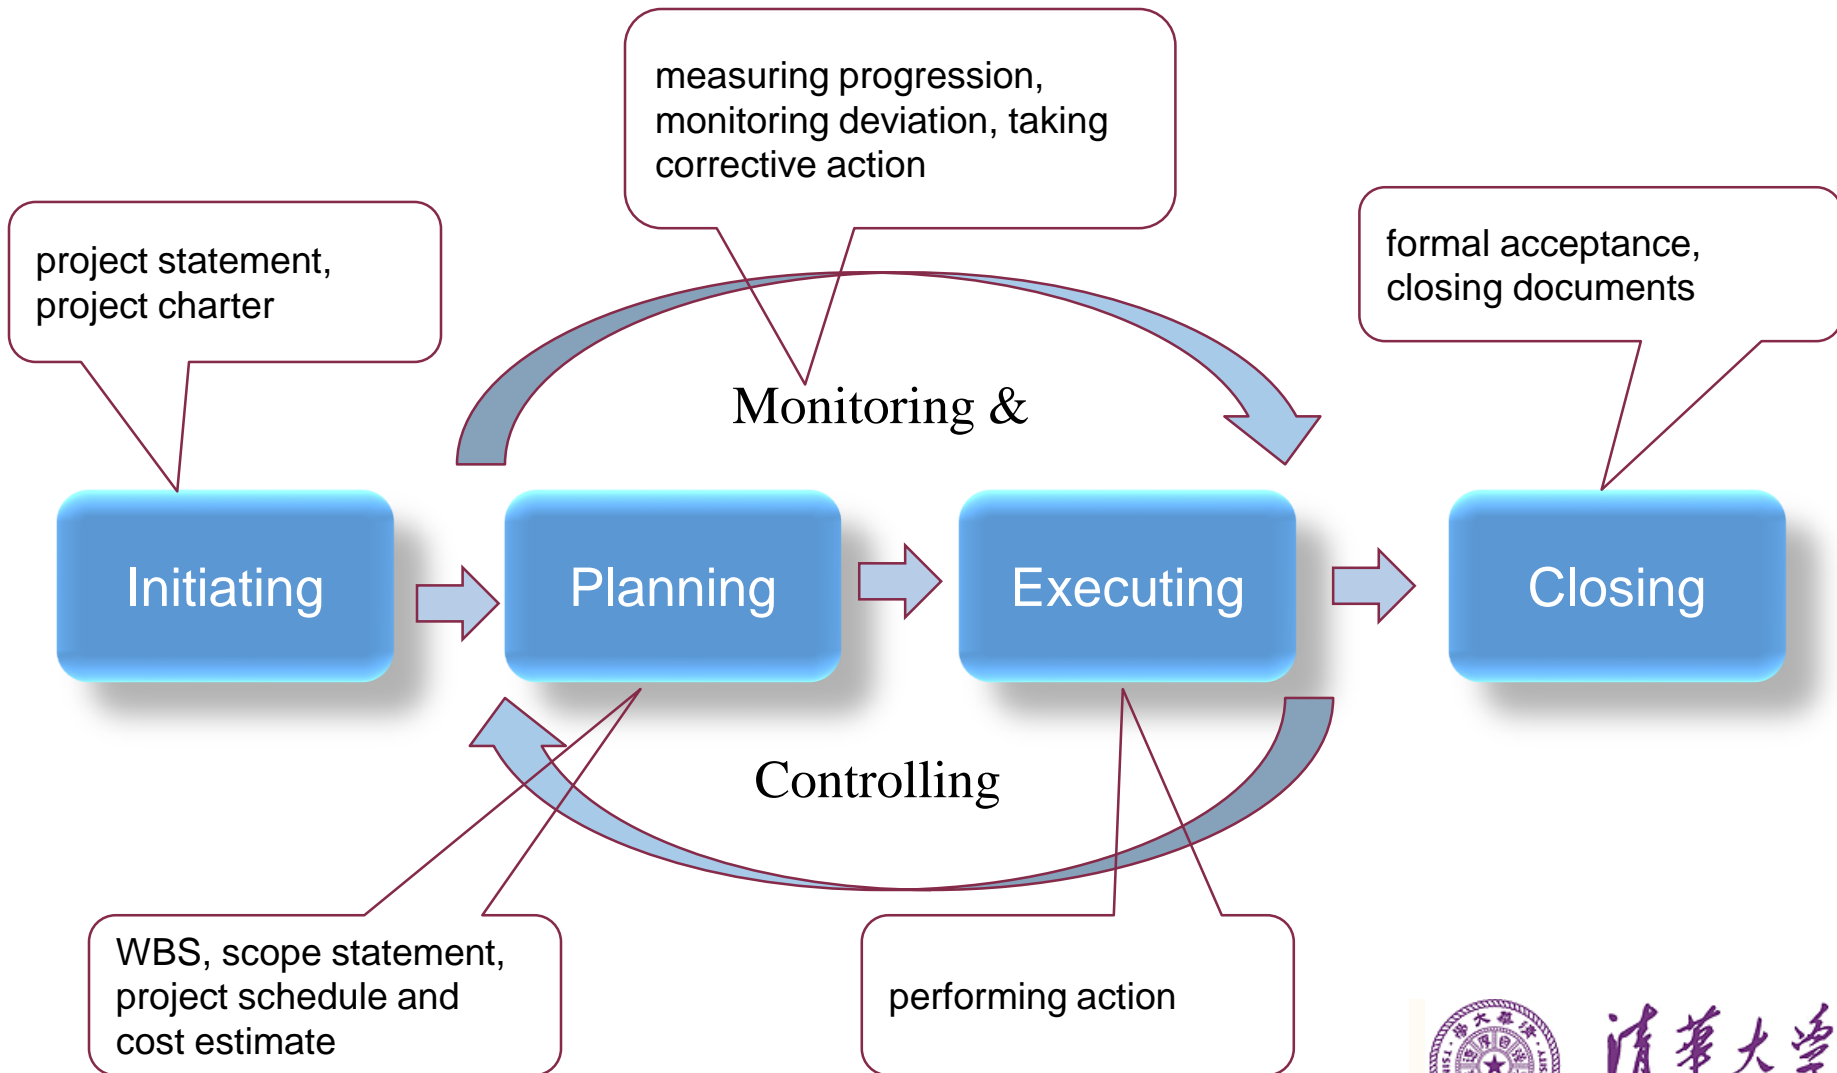 measuring progression,
monitoring deviation, taking
corrective action
project statement,
project charter
formal acceptance,
closing documents
Monitoring &
Initiating
Planning
Executing
Closing
Controlling
WBS, scope statement,
project schedule and
cost estimate
performing action
清華大学